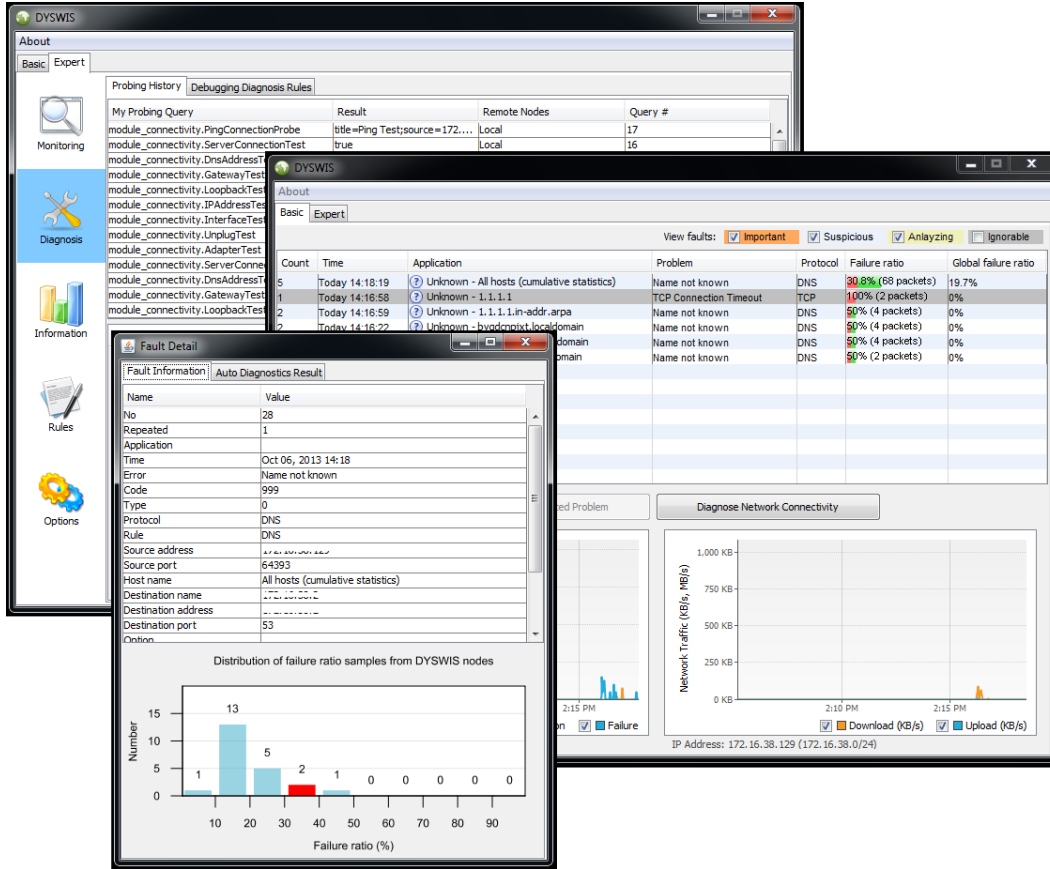 DYSWIS
About
Basic Expert
Probing History Debugging Diagnosis Rules
My Probing Query Result Remote Nodes Query #
module_connectivity.PingConnectionProbe title=Ping Test;source=172.... Local 17
module_connectivity.ServerConnectionTest true Local 16
module_connectivity.DnsAddressTe
module_connectivity.GatewayTest
module_connectivity.LoopbackTest
module_connectivity.IPAddressTes
module_connectivity.InterfaceTest
module_connectivity.UnplugTest
module_connectivity.AdapterTest
module_connectivity.ServerConne
module_connectivity.DnsAddressTe
module_connectivity.GatewayTest
module_connectivity.LoopbackTest
Monitoring
Diagnosis
Information
Rules
Options
DYSWIS
About
Basic Expert
View faults: Important Suspicious Anlayzing Ignorable
Count Time Application Problem Protocol Failure ratio Global failure ratio
5 Today 14:18:19 Unknown - All hosts (cumulative statistics) Name not known DNS 30.8% (68 packets) 19.7%
1 Today 14:16:58 Unknown - 1.1.1.1 TCP Connection Timeout TCP 100% (2 packets) 0%
2 Today 14:16:59 Unknown - 1.1.1.1.in-addr.arpa Name not known DNS 50% (4 packets) 0%
2 Today 14:16:22 Unknown - bygdcnpixt.localdomain Name not known DNS 50% (4 packets) 0%
domain Name not known DNS 50% (4 packets) 0%
omain Name not known DNS 50% (2 packets) 0%
Problem Diagnose Network Connectivity
2:15 PM
Failure
Network Traffic (KB/s, MB/s)
1,000 KB
750 KB
500 KB
250 KB
0 KB
2:10 PM 2:15 PM
Download (KB/s) Upload (KB/s)
IP Address: 172.16.38.129 (172.16.38.0/24)
Fault Detail
Fault Information Auto Diagnostics Result
Name Value
No 28
Repeated 1
Application
Time Oct 06, 2013 14:18
Error Name not known
Code 999
Type 0
Protocol DNS
Rule DNS
Source address
Source port 64393
Host name All hosts (cumulative statistics)
Destination name
Destination address
Destination port 53
Option
Distribution of failure ratio samples from DYSWIS nodes
Number
15
10
5
0
1 13 5 2 1 0 0 0 0 0
10 20 30 40 50 60 70 80 90
Failure ratio (%)